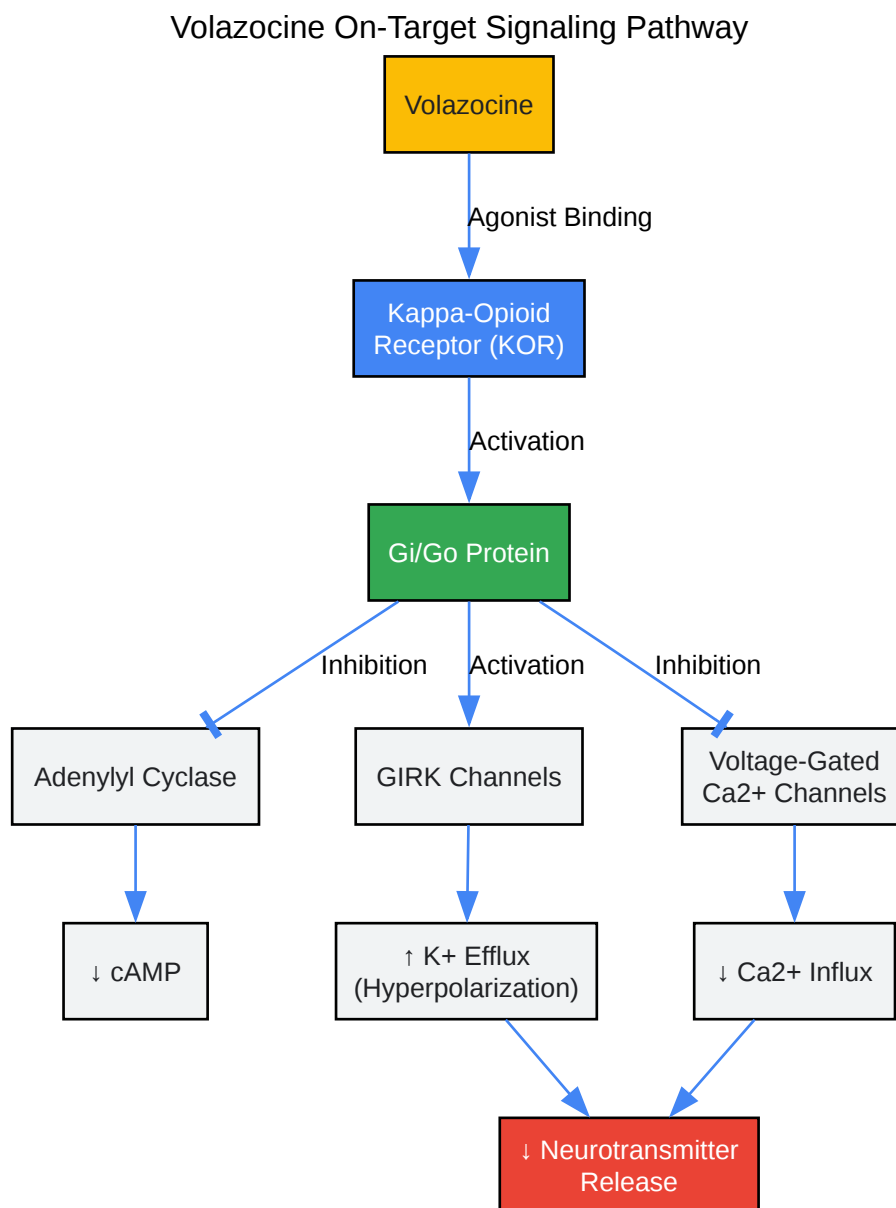 Volazocine On-Target Signaling Pathway
Volazocine
Agonist Binding
Kappa-Opioid
Receptor (KOR)
Activation
Gi/Go Protein
Inhibition
Activation
Inhibition
Adenylyl Cyclase
GIRK Channels
Voltage-Gated
Ca2+ Channels
↓ cAMP
↑ K+ Efflux
(Hyperpolarization)
↓ Ca2+ Influx
↓ Neurotransmitter
Release